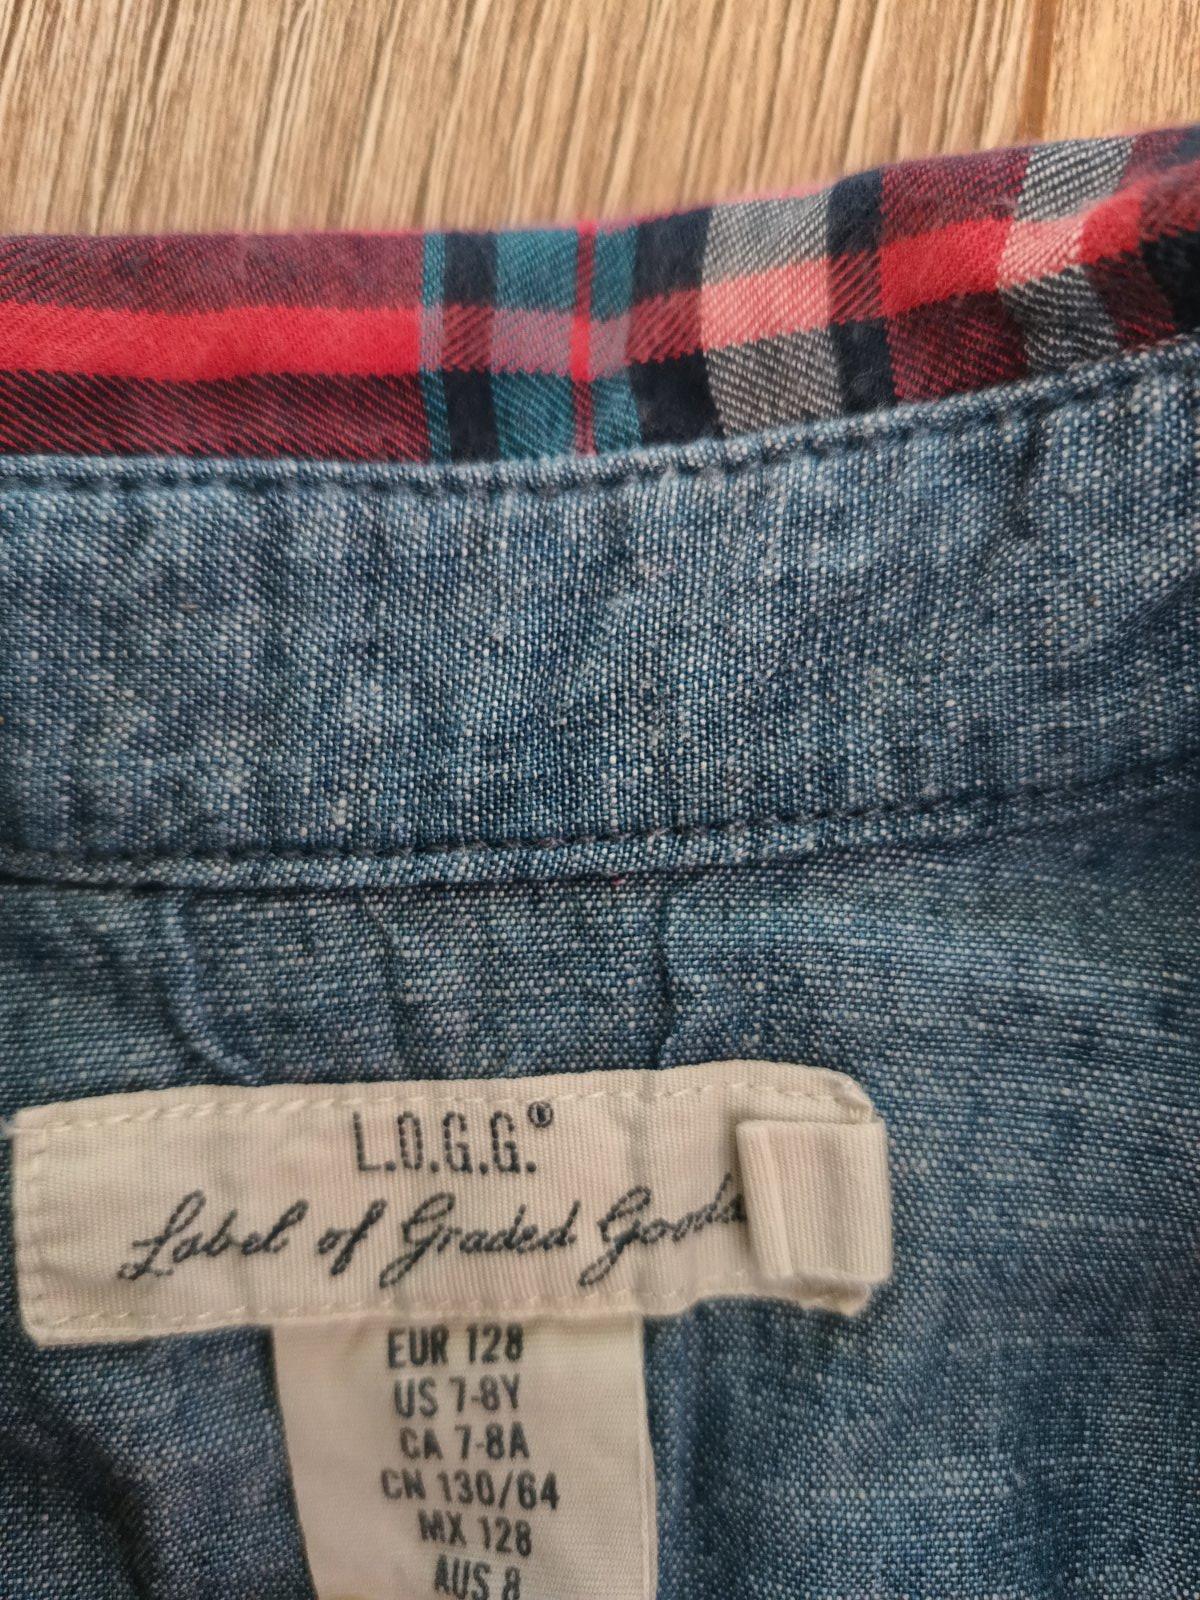 L.O.G.G.®
Label of Graded Goods
EUR 128
US 7-8Y
CA 7-8A
CN 130/64
MX 128
AUS 8